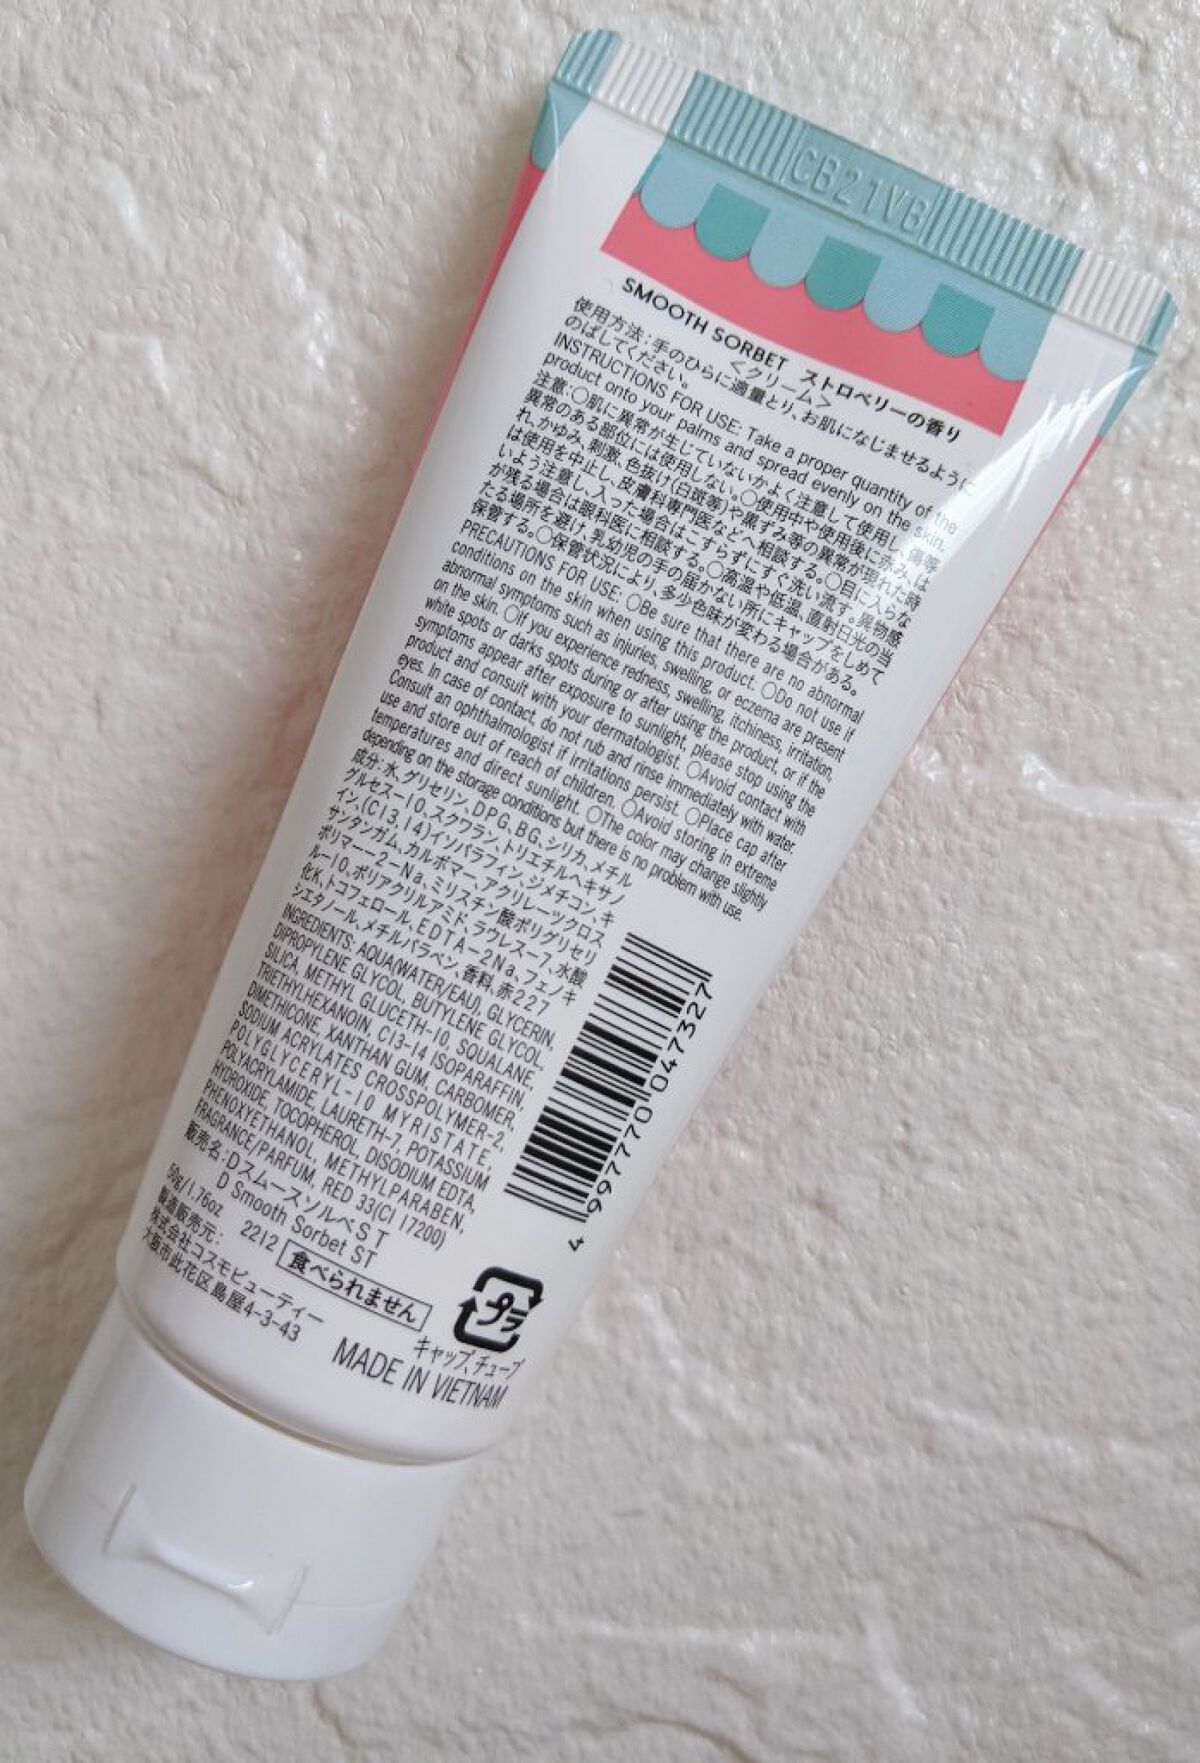 CB21VB
SMOOTH SORBET ストロベリーの香り
＜クリーム＞
使用方法：手のひらに適量とり、お肌になじませるように
のばしてください。
INSTRUCTIONS FOR USE: Take a proper quantity of the
product onto your palms and spread evenly on the skin.
注意：○肌に異常が生じていないかよく注意して使用し、傷等、
異常のある部位には使用しない。○使用中や使用後に赤み、は
れ、かゆみ、刺激、色抜け(白斑等)や黒ずみ等の異常が現れた時
は使用を中止し、皮膚科専門医などへ相談する。○目に入らな
いよう注意し、入った場合はこすらずにすぐ洗い流す。異物感
が残る場合は眼科医に相談する。○高温や低温、直射日光の当
たる場所を避け、乳幼児の手の届かない所にキャップをしめて
保管する。○保管状況により、多少色味が変わる場合がある。
PRECAUTIONS FOR USE: ○Be sure that there are no abnormal
conditions on the skin when using this product. ○Do not use if
abnormal symptoms such as injuries, swelling, or eczema are present
on the skin. ○If you experience redness, swelling, itchiness, irritation,
white spots or darks spots during or after using the product, or if the
symptoms appear after exposure to sunlight, please stop using the
product and consult with your dermatologist. ○Avoid contact with
eyes. In case of contact, do not rub and rinse immediately with water.
Consult an ophthalmologist if irritations persist. ○Place cap after
use and store out of reach of children. ○Avoid storing in extreme
temperatures and direct sunlight. ○The color may change slightly
depending on the storage conditions but there is no problem with use.
成分：水、グリセリン、DPG、BG、シリカ、メチル
グルセス－10、スクワラン、トリエチルヘキサノ
イン、(C13,14)イソパラフィン、ジメチコン、キ
サンタンガム、カルボマー、アクリレーツクロス
ポリマー－2－Na、ミリスチン酸ポリグリセリ
ル－10、ポリアクリルアミド、ラウレス－7、水酸
化K、トコフェロール、EDTA－2Na、フェノキ
シエタノール、メチルパラベン、香料、赤227
INGREDIENTS: AQUA(WATER/EAU), GLYCERIN,
DIPROPYLENE GLYCOL, BUTYLENE GLYCOL,
SILICA, METHYL GLUCETH-10, SQUALANE,
TRIETHYLHEXANOIN, C13-14 ISOPARAFFIN,
DIMETHICONE, XANTHAN GUM, CARBOMER,
SODIUM ACRYLATES CROSSPOLYMER-2,
POLYGLYCERYL-10 MYRISTATE,
POLYACRYLAMIDE, LAURETH-7, POTASSIUM
HYDROXIDE, TOCOPHEROL, DISODIUM EDTA,
PHENOXYETHANOL, METHYLPARABEN,
FRAGRANCE/PARFUM, RED 33(CI 17200)
販売名：DスムースソルベST
D Smooth Sorbet ST
50g/1.76oz 2212 食べられません
製造販売元：
株式会社コスモビューティー
大阪市此花区島屋4-3-43
4 997770 047327
プラ
キャップ、チューブ
MADE IN VIETNAM